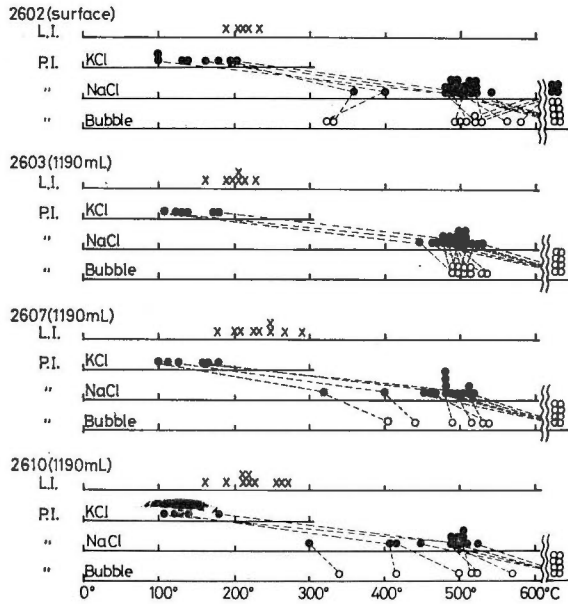 2602(surface)
L.I.
P.I. KCl
" NaCl
" Bubble
2603(1190mL)
L.I.
P.I. KCl
" NaCl
" Bubble
2607(1190mL)
L.I.
P.I. KCl
" NaCl
" Bubble
2610(1190mL)
L.I.
P.I. KCl
" NaCl
" Bubble
0° 100° 200° 300° 400° 500° 600°C